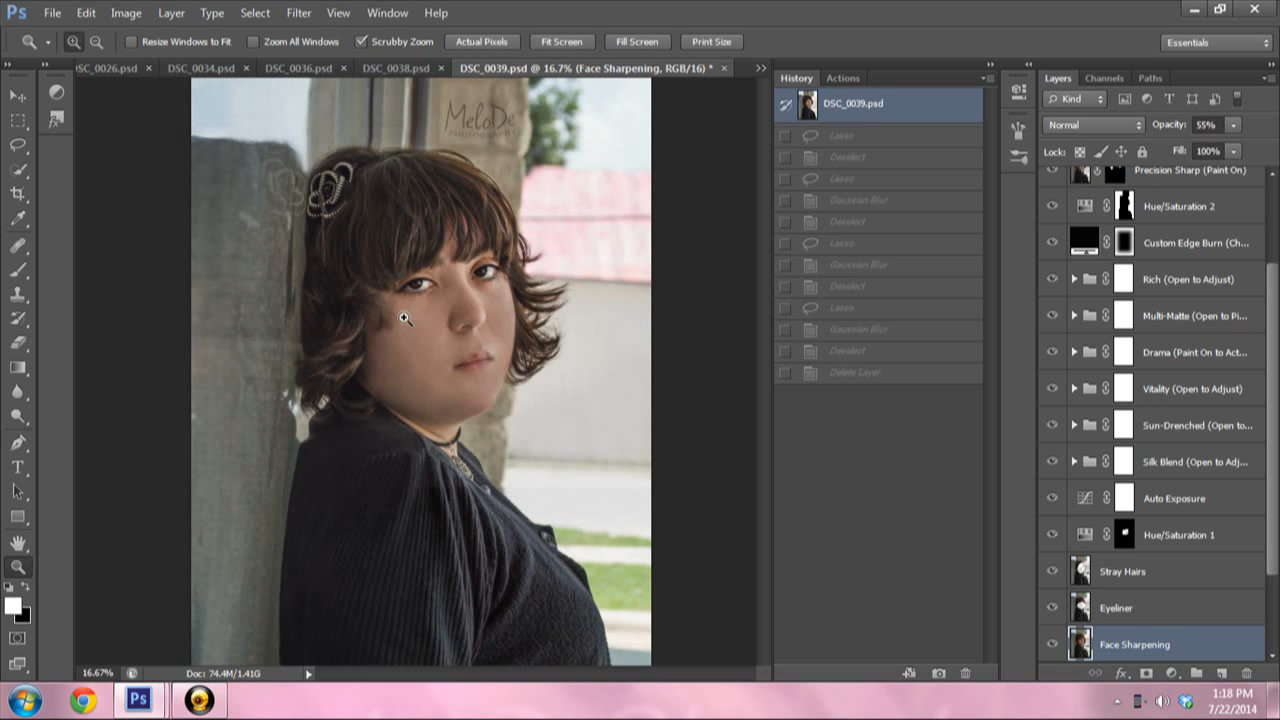 Ps File Edit Image Layer Type Select Filter View Window Help
Resize Windows to Fit Zoom All Windows Scrubby Zoom Actual Pixels Fit Screen Fill Screen Print Size Essentials
DSC_0026.psd × DSC_0034.psd × DSC_0036.psd × DSC_0038.psd × DSC_0039.psd @ 16.7% (Face Sharpening, RGB/16) * ×
MeloDe
PHOTOGRAPHY
History Actions
DSC_0039.psd
Lasso
Deselect
Lasso
Gaussian Blur
Deselect
Lasso
Gaussian Blur
Deselect
Lasso
Gaussian Blur
Deselect
Delete Layer
Layers Channels Paths
Kind
Normal Opacity: 55%
Lock: Fill: 100%
Precision Sharp (Paint On)
Hue/Saturation 2
Custom Edge Burn (Ch...
Rich (Open to Adjust)
Multi-Matte (Open to Pi...
Drama (Paint On to Act...
Vitality (Open to Adjust)
Sun-Drenched (Open to...
Silk Blend (Open to Adj...
Auto Exposure
Hue/Saturation 1
Stray Hairs
Eyeliner
Face Sharpening
16.67% Doc: 74.4M/1.41G
Ps
1:18 PM
7/22/2014